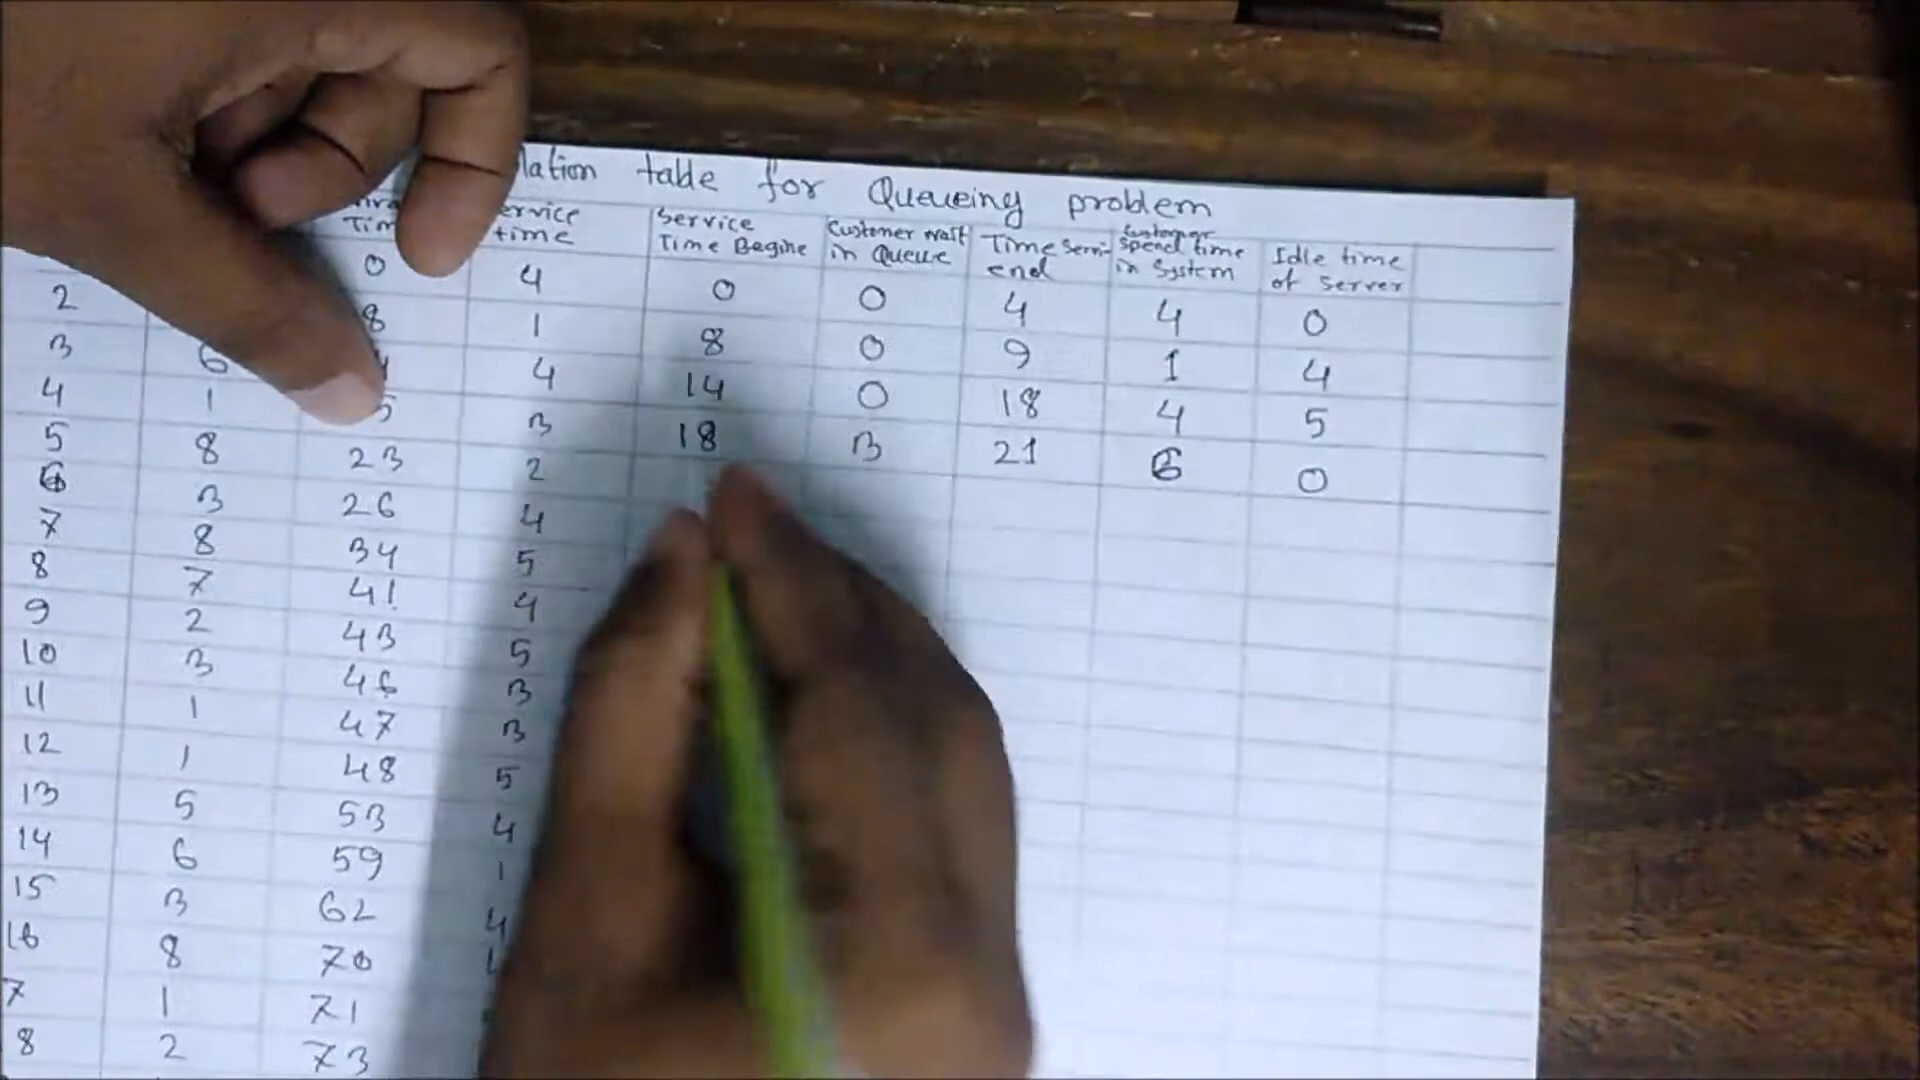 lation table for Queueing problem
Time
service time
Service Time Begine
Customer wait in Queue
Time Servi- end
Customer spend time in System
Idle time of Server
0 4 0 0 4 4 0
2 8 1 8 0 9 1 4
3 6 4 14 0 18 4 5
4 1 5 3 18 3 21 6 0
5 8 23 2
6 3 26 4
7 8 34 5
8 7 41 4
9 2 43 5
10 3 46 3
11 1 47 3
12 1 48 5
13 5 53 4
14 6 59 1
15 3 62 4
16 8 70
7 1 71
8 2 73